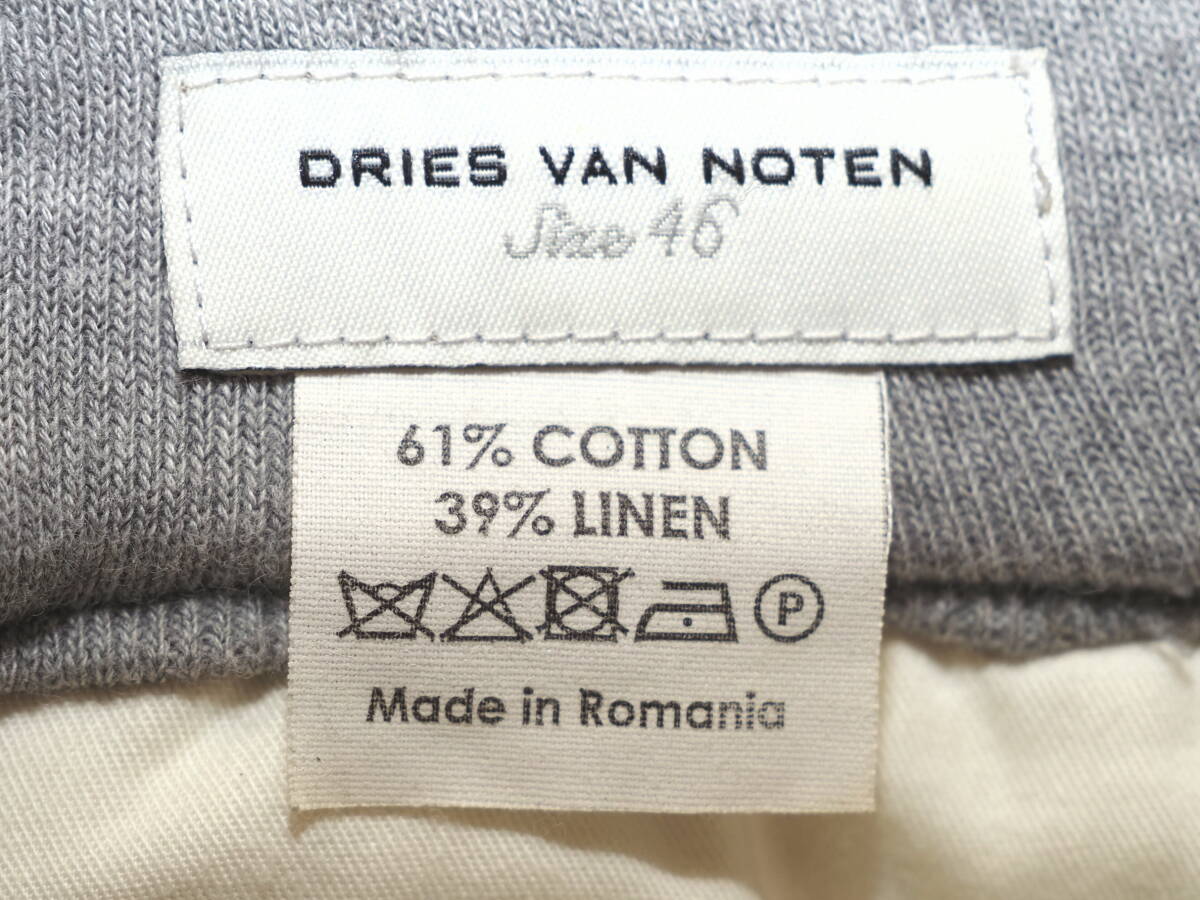 DRIES VAN NOTEN
Size 46
61% COTTON
39% LINEN
P
Made in Romania